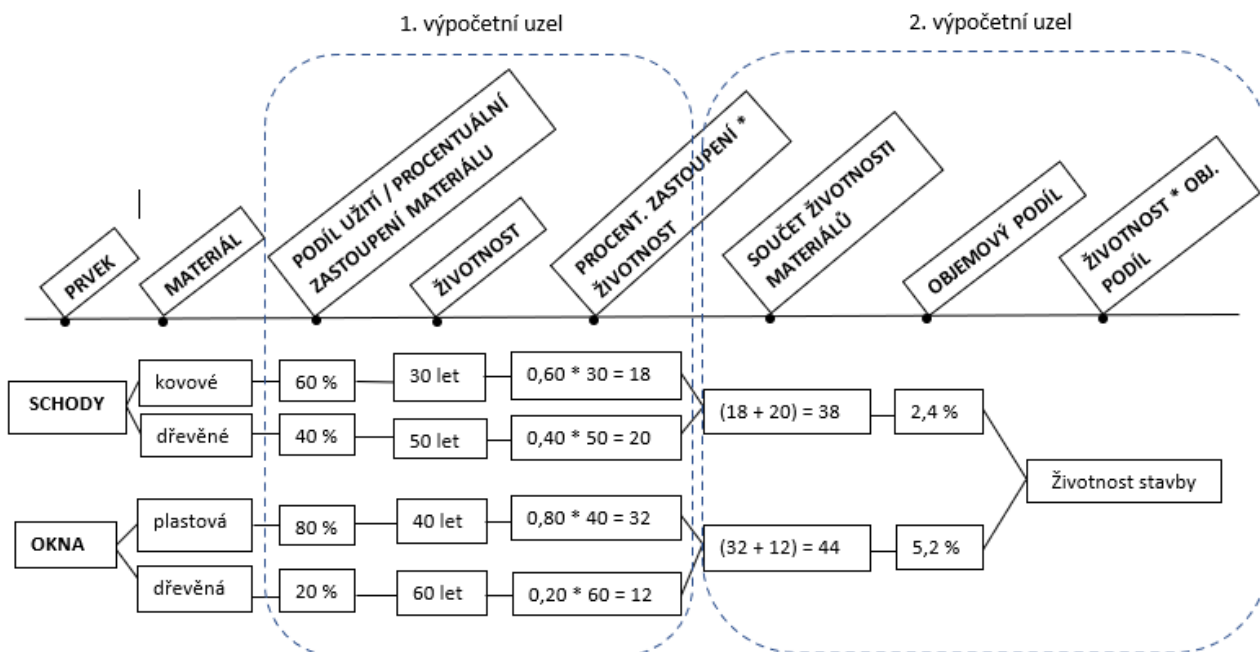 1. výpočetní uzel
2. výpočetní uzel
PRVEK
MATERIÁL
PODÍL UŽITÍ / PROCENTUÁLNÍ
ZASTOUPENÍ MATERIÁLU
ŽIVOTNOST
PROCENT. ZASTOUPENÍ *
ŽIVOTNOST
SOUČET ŽIVOTNOSTI
MATERIÁLŮ
OBJEMOVÝ PODÍL
ŽIVOTNOST * OBJ.
PODÍL
SCHODY
kovové
60 %
30 let
0,60 * 30 = 18
dřevěné
40 %
50 let
0,40 * 50 = 20
(18 + 20) = 38
2,4 %
OKNA
plastová
80 %
40 let
0,80 * 40 = 32
dřevěná
20 %
60 let
0,20 * 60 = 12
(32 + 12) = 44
5,2 %
Životnost stavby